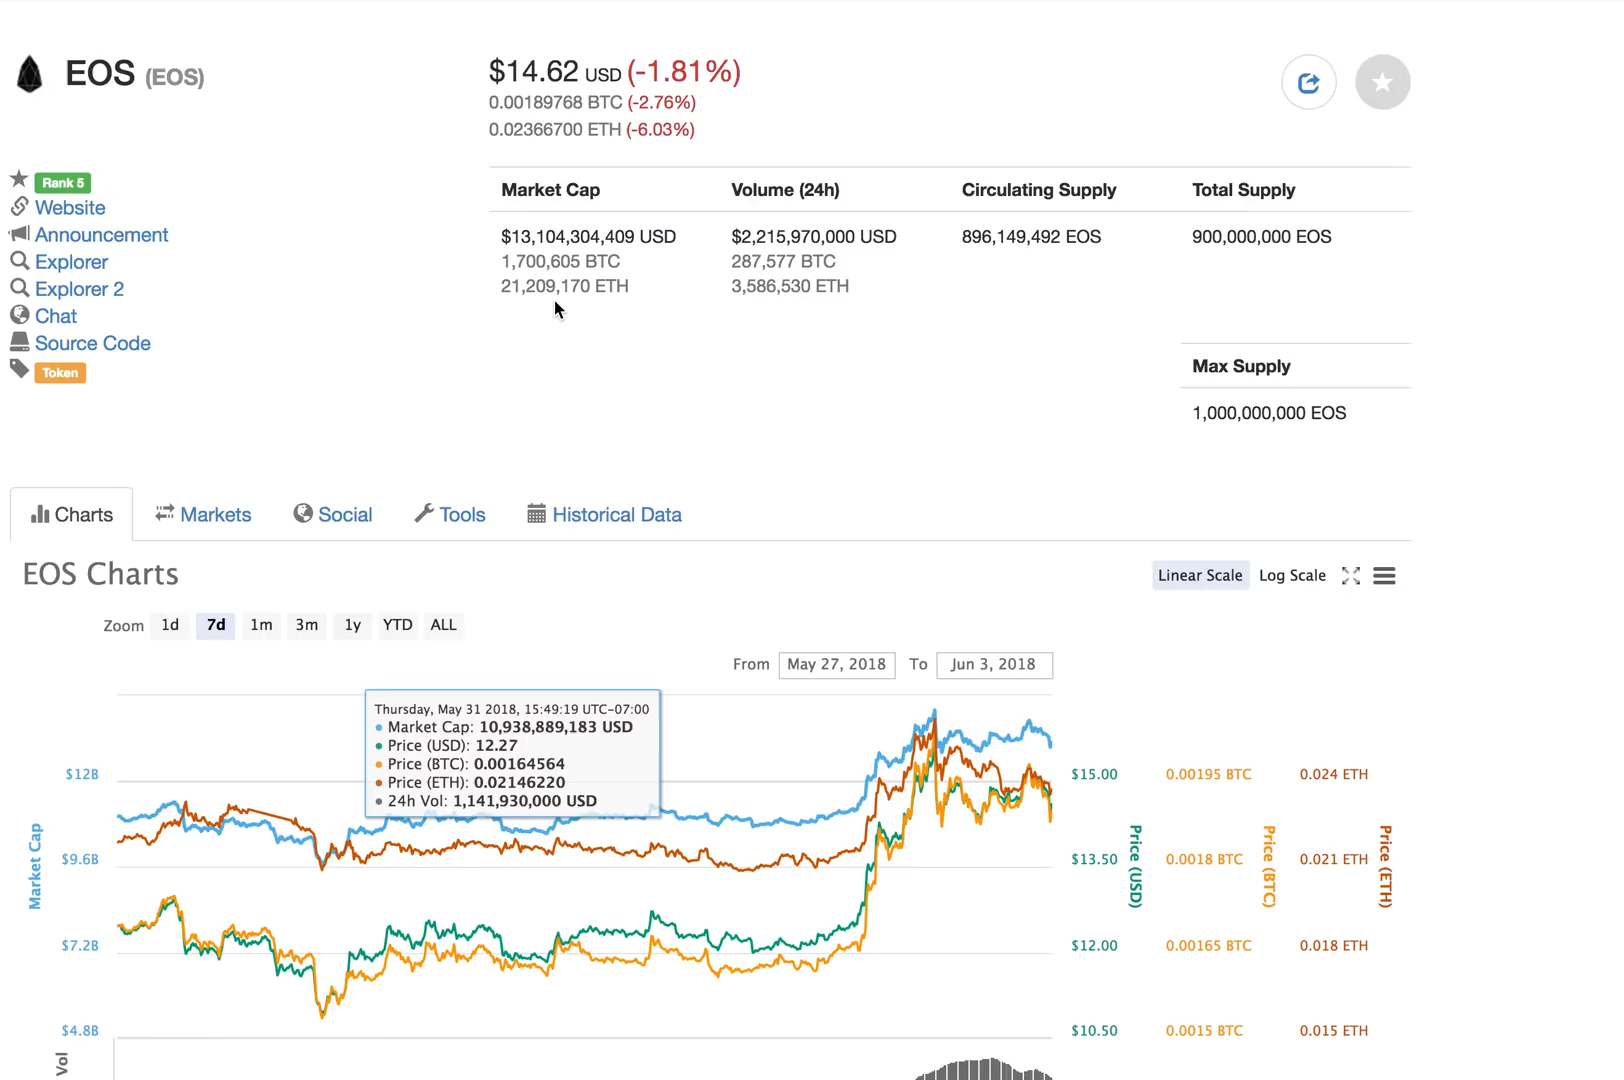 EOS (EOS)
$14.62 USD (-1.81%)
0.00189768 BTC (-2.76%)
0.02366700 ETH (-6.03%)
Rank 5
Website
Announcement
Explorer
Explorer 2
Chat
Source Code
Token
Market Cap Volume (24h) Circulating Supply Total Supply
$13,104,304,409 USD $2,215,970,000 USD 896,149,492 EOS 900,000,000 EOS
1,700,605 BTC 287,577 BTC
21,209,170 ETH 3,586,530 ETH
Max Supply
1,000,000,000 EOS
Charts Markets Social Tools Historical Data
EOS Charts
Linear Scale Log Scale
Zoom 1d 7d 1m 3m 1y YTD ALL
From May 27, 2018 To Jun 3, 2018
Thursday, May 31 2018, 15:49:19 UTC-07:00
Market Cap: 10,938,889,183 USD
Price (USD): 12.27
Price (BTC): 0.00164564
Price (ETH): 0.02146220
24h Vol: 1,141,930,000 USD
$12B $15.00 0.00195 BTC 0.024 ETH
$9.6B $13.50 0.0018 BTC 0.021 ETH
$7.2B $12.00 0.00165 BTC 0.018 ETH
$4.8B $10.50 0.0015 BTC 0.015 ETH
Market Cap
Price (USD)
Price (BTC)
Price (ETH)
Vol